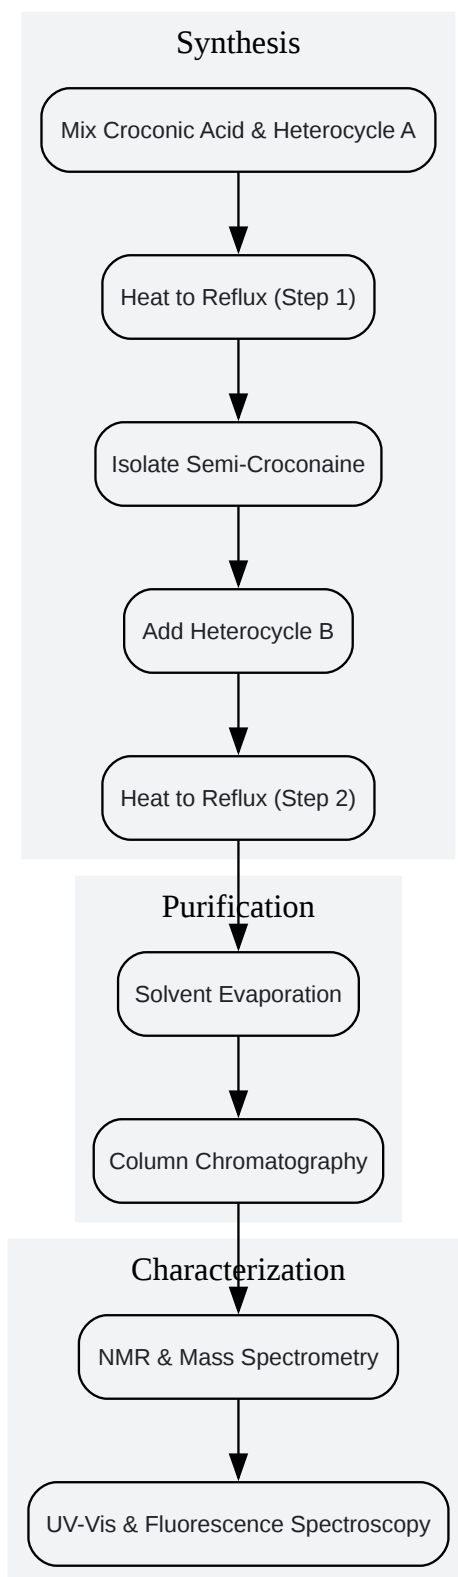 Synthesis
Mix Croconic Acid & Heterocycle A
Heat to Reflux (Step 1)
Isolate Semi-Croconaine
Add Heterocycle B
Heat to Reflux (Step 2)
Purification
Solvent Evaporation
Column Chromatography
Characterization
NMR & Mass Spectrometry
UV-Vis & Fluorescence Spectroscopy